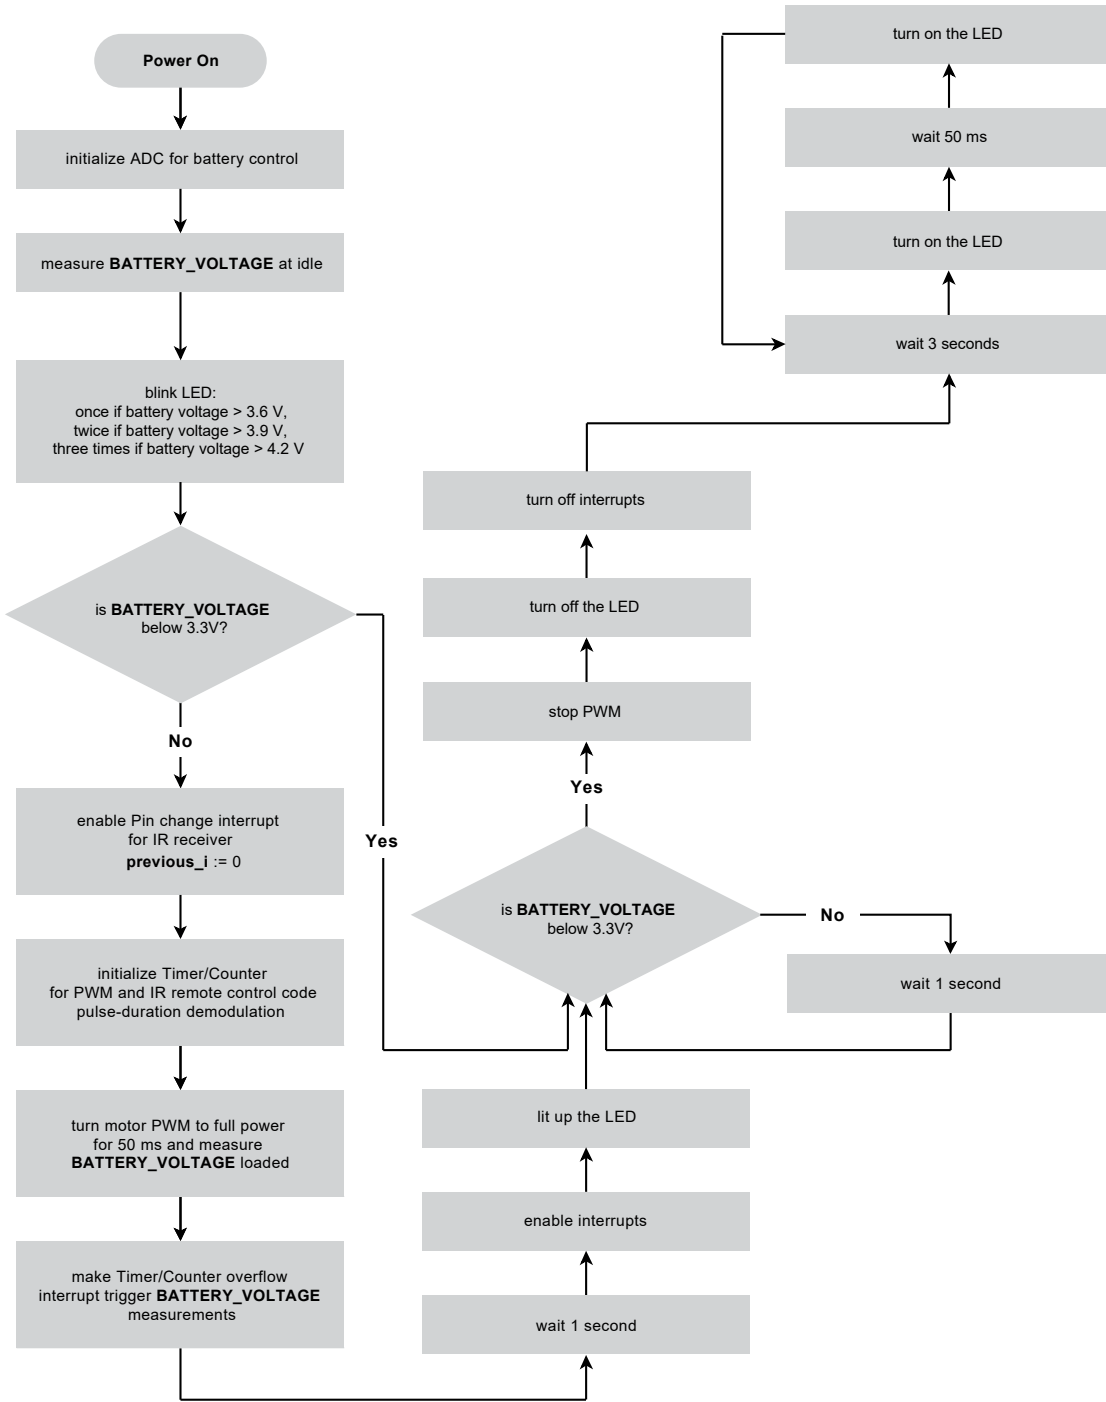 Power On
initialize ADC for battery control
measure BATTERY_VOLTAGE at idle
blink LED:
once if battery voltage > 3.6 V,
twice if battery voltage > 3.9 V,
three times if battery voltage > 4.2 V
is BATTERY_VOLTAGE
below 3.3V?
No
Yes
enable Pin change interrupt
for IR receiver
previous_i := 0
initialize Timer/Counter
for PWM and IR remote control code
pulse-duration demodulation
turn motor PWM to full power
for 50 ms and measure
BATTERY_VOLTAGE loaded
make Timer/Counter overflow
interrupt trigger BATTERY_VOLTAGE
measurements
wait 1 second
enable interrupts
lit up the LED
is BATTERY_VOLTAGE
below 3.3V?
No
wait 1 second
Yes
stop PWM
turn off the LED
turn off interrupts
wait 3 seconds
turn on the LED
wait 50 ms
turn on the LED